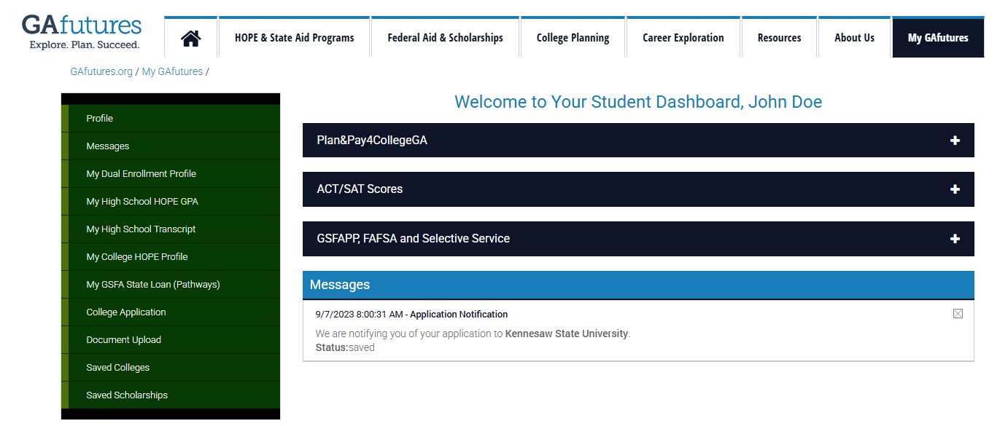 GAfutures
Explore. Plan. Succeed.
HOPE & State Aid Programs
Federal Aid & Scholarships
College Planning
Career Exploration
Resources
About Us
My GAfutures
GAfutures.org / My GAfutures /
Profile
Messages
My Dual Enrollment Profile
My High School HOPE GPA
My High School Transcript
My College HOPE Profile
My GSFA State Loan (Pathways)
College Application
Document Upload
Saved Colleges
Saved Scholarships
Welcome to Your Student Dashboard, John Doe
Plan&Pay4CollegeGA
ACT/SAT Scores
GSFAPP, FAFSA and Selective Service
Messages
9/7/2023 8:00:31 AM - Application Notification
We are notifying you of your application to Kennesaw State University.
Status:saved